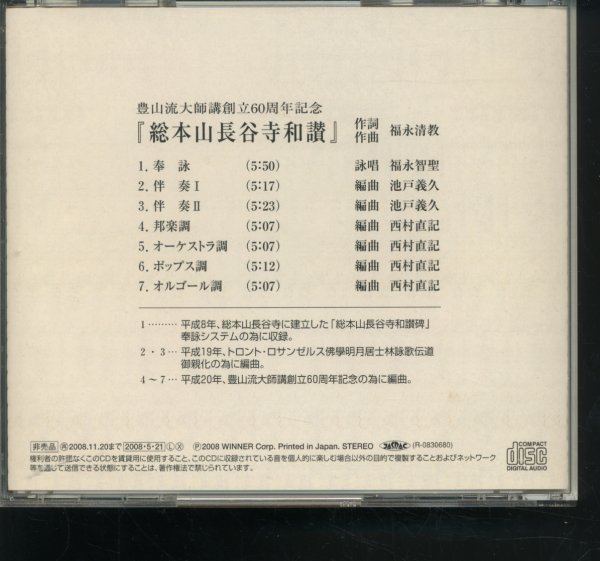 豊山流大師講創立60周年記念
『総本山長谷寺和讃』 作詞 作曲 福永清教
1. 奉詠 (5:50) 詠唱 福永智聖
2. 伴奏Ⅰ (5:17) 編曲 池戸義久
3. 伴奏Ⅱ (5:23) 編曲 池戸義久
4. 邦楽調 (5:07) 編曲 西村直記
5. オーケストラ調 (5:07) 編曲 西村直記
6. ポップス調 (5:12) 編曲 西村直記
7. オルゴール調 (5:07) 編曲 西村直記
1………平成8年、総本山長谷寺に建立した「総本山長谷寺和讃碑」
奉詠システムの為に収録。
2・3…平成19年、トロント・ロサンゼルス佛學明月居士林詠歌伝道
御親化の為に編曲。
4〜7…平成20年、豊山流大師講創立60周年記念の為に編曲。
非売品 再 2008.11.20まで 2008・5・21 L X ℗2008 WINNER Corp. Printed in Japan. STEREO JASRAC (R-0830680)
権利者の許諾なくこのCDを賃貸用に使用すること、このCDに収録されている音を個人的に楽しむ場合以外の目的で複製することおよびネットワーク
等を通じて送信できる状態にすることは、著作権法で禁じられています。
COMPACT
disc
DIGITAL AUDIO